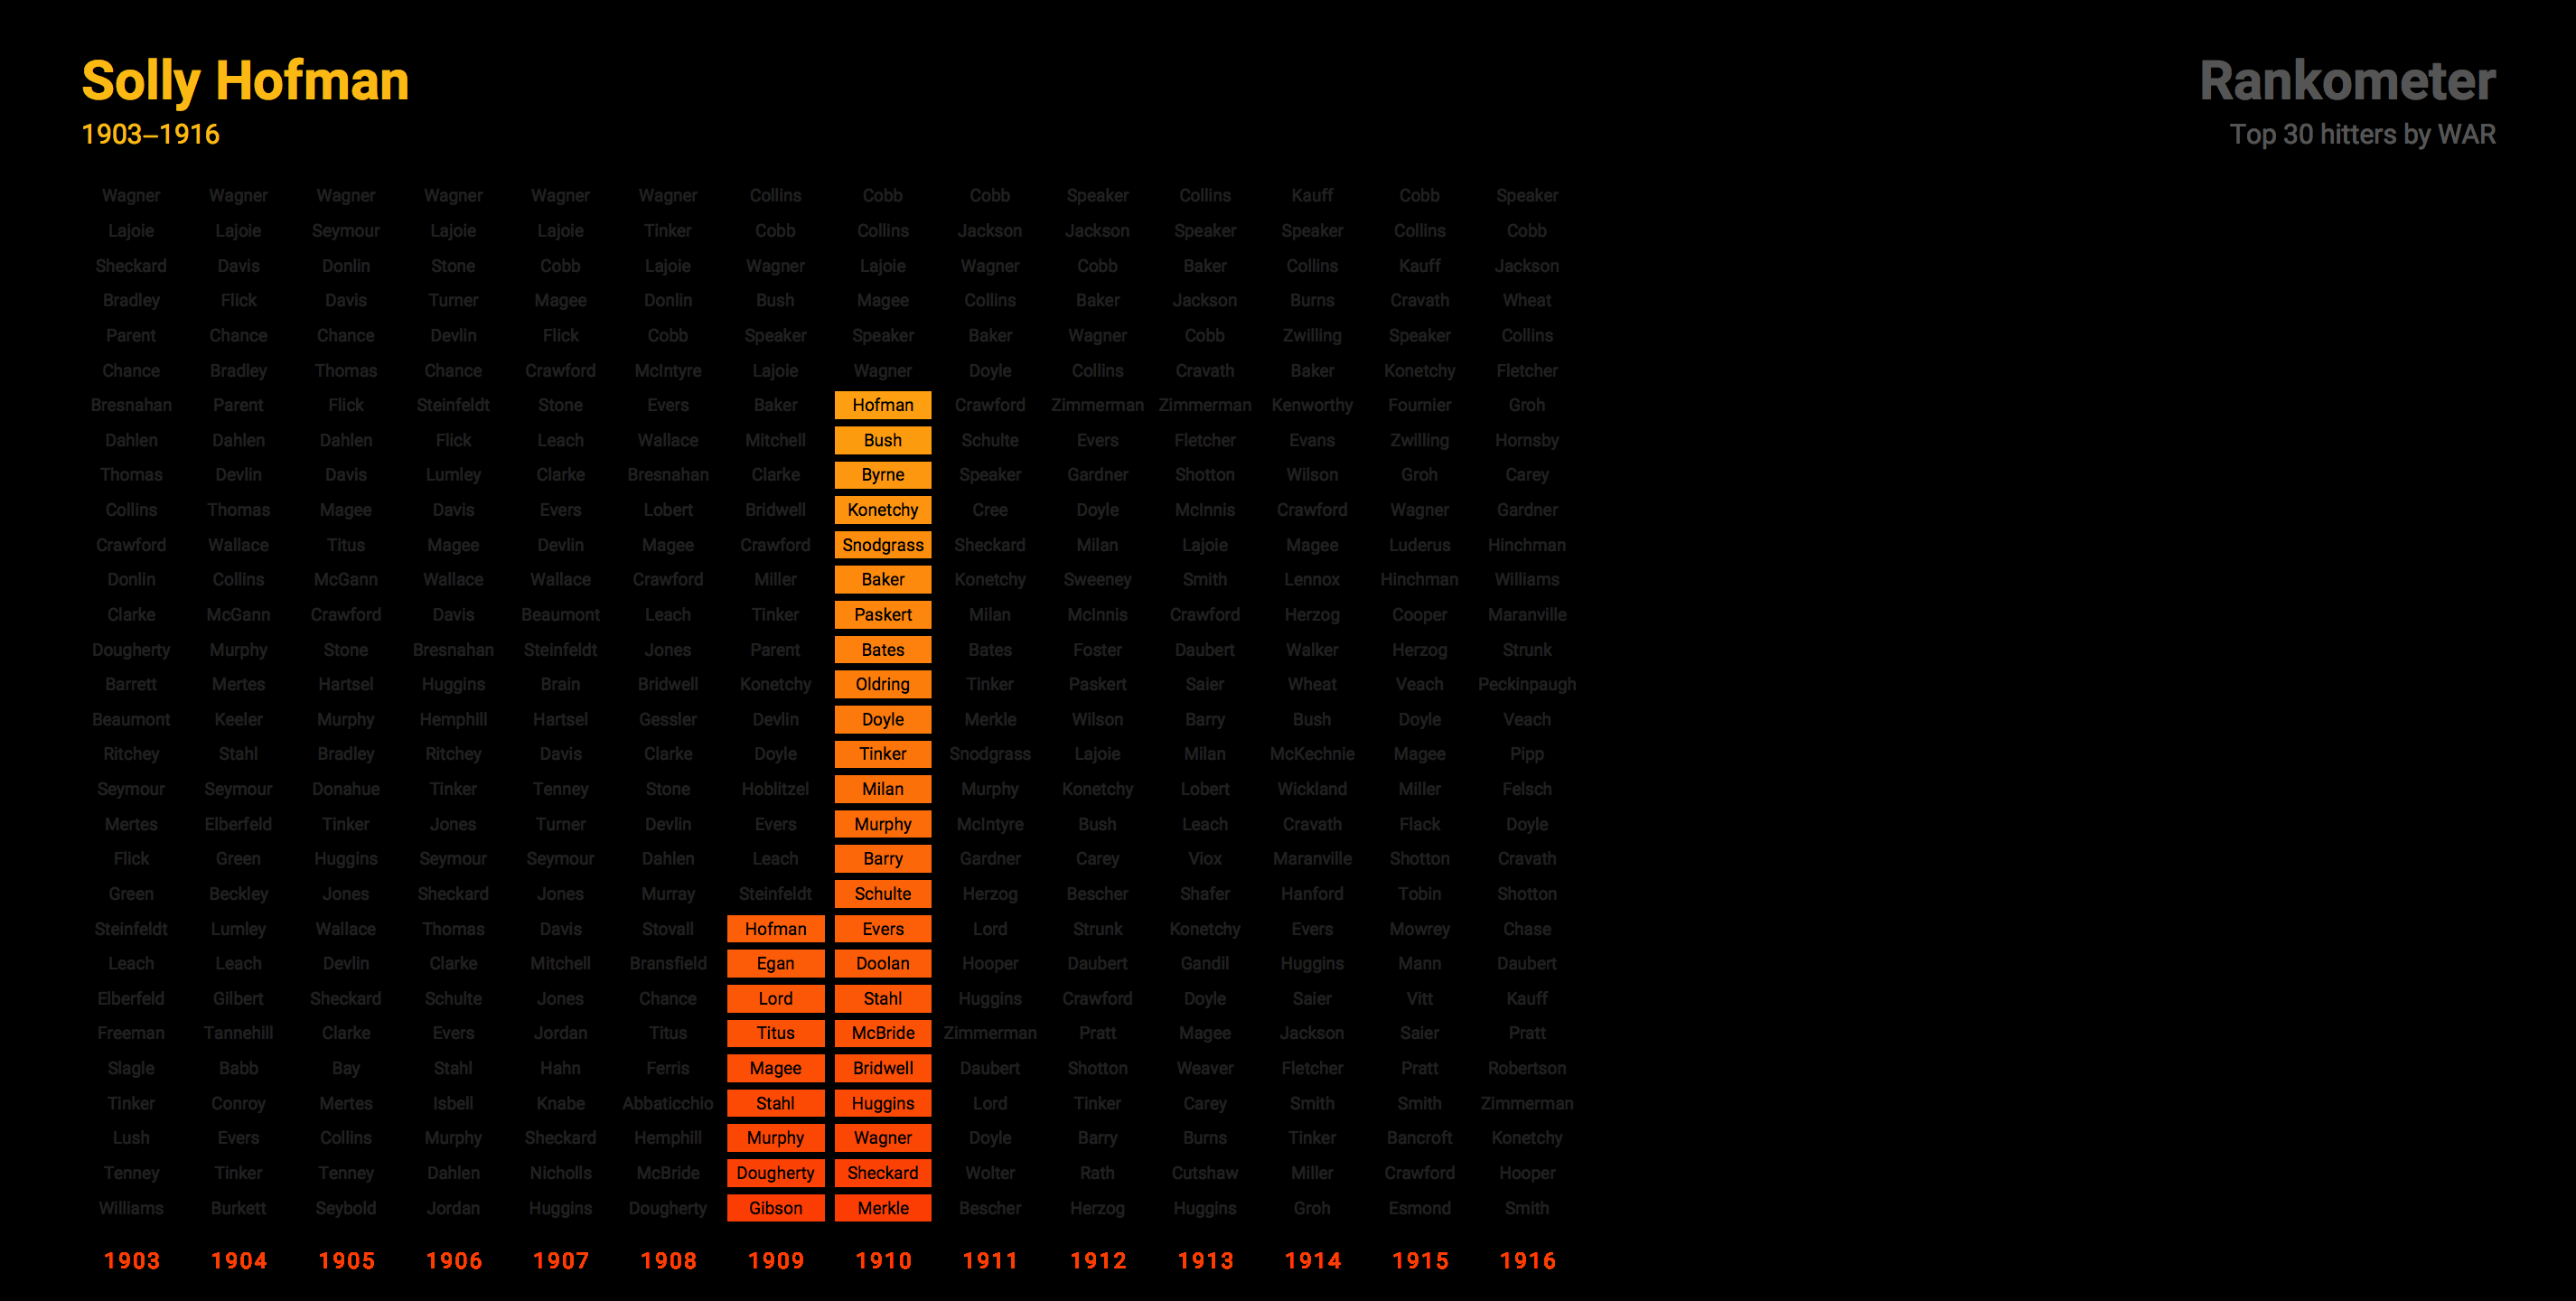 Solly Hofman
1903–1916
Rankometer
Top 30 hitters by WAR
Wagner Wagner Wagner Wagner Wagner Wagner Collins Cobb Cobb Speaker Collins Kauff Cobb Speaker
Lajoie Lajoie Seymour Lajoie Lajoie Tinker Cobb Collins Jackson Jackson Speaker Speaker Collins Cobb
Sheckard Davis Donlin Stone Cobb Lajoie Wagner Lajoie Wagner Cobb Baker Collins Kauff Jackson
Bradley Flick Davis Turner Magee Donlin Bush Magee Collins Baker Jackson Burns Cravath Wheat
Parent Chance Chance Devlin Flick Cobb Speaker Speaker Baker Wagner Cobb Zwilling Speaker Collins
Chance Bradley Thomas Chance Crawford McIntyre Lajoie Wagner Doyle Collins Cravath Baker Konetchy Fletcher
Bresnahan Parent Flick Steinfeldt Stone Evers Baker Hofman Crawford Zimmerman Zimmerman Kenworthy Fournier Groh
Dahlen Dahlen Dahlen Flick Leach Wallace Mitchell Bush Schulte Evers Fletcher Evans Zwilling Hornsby
Thomas Devlin Davis Lumley Clarke Bresnahan Clarke Byrne Speaker Gardner Shotton Wilson Groh Carey
Collins Thomas Magee Davis Evers Lobert Bridwell Konetchy Cree Doyle McInnis Crawford Wagner Gardner
Crawford Wallace Titus Magee Devlin Magee Crawford Snodgrass Sheckard Milan Lajoie Magee Luderus Hinchman
Donlin Collins McGann Wallace Wallace Crawford Miller Baker Konetchy Sweeney Smith Lennox Hinchman Williams
Clarke McGann Crawford Davis Beaumont Leach Tinker Paskert Milan McInnis Crawford Herzog Cooper Maranville
Dougherty Murphy Stone Bresnahan Steinfeldt Jones Parent Bates Bates Foster Daubert Walker Herzog Strunk
Barrett Mertes Hartsel Huggins Brain Bridwell Konetchy Oldring Tinker Paskert Saier Wheat Veach Peckinpaugh
Beaumont Keeler Murphy Hemphill Hartsel Gessler Devlin Doyle Merkle Wilson Barry Bush Doyle Veach
Ritchey Stahl Bradley Ritchey Davis Clarke Doyle Tinker Snodgrass Lajoie Milan McKechnie Magee Pipp
Seymour Seymour Donahue Tinker Tenney Stone Hoblitzel Milan Murphy Konetchy Lobert Wickland Miller Felsch
Mertes Elberfeld Tinker Jones Turner Devlin Evers Murphy McIntyre Bush Leach Cravath Flack Doyle
Flick Green Huggins Seymour Seymour Dahlen Leach Barry Gardner Carey Viox Maranville Shotton Cravath
Green Beckley Jones Sheckard Jones Murray Steinfeldt Schulte Herzog Bescher Shafer Hanford Tobin Shotton
Steinfeldt Lumley Wallace Thomas Davis Stovall Hofman Evers Lord Strunk Konetchy Evers Mowrey Chase
Leach Leach Devlin Clarke Mitchell Bransfield Egan Doolan Hooper Daubert Gandil Huggins Mann Daubert
Elberfeld Gilbert Sheckard Schulte Jones Chance Lord Stahl Huggins Crawford Doyle Saier Vitt Kauff
Freeman Tannehill Clarke Evers Jordan Titus Titus McBride Zimmerman Pratt Magee Jackson Saier Pratt
Slagle Babb Bay Stahl Hahn Ferris Magee Bridwell Daubert Shotton Weaver Fletcher Pratt Robertson
Tinker Conroy Mertes Isbell Knabe Abbaticchio Stahl Huggins Lord Tinker Carey Smith Smith Zimmerman
Lush Evers Collins Murphy Sheckard Hemphill Murphy Wagner Doyle Barry Burns Tinker Bancroft Konetchy
Tenney Tinker Tenney Dahlen Nicholls McBride Dougherty Sheckard Wolter Rath Cutshaw Miller Crawford Hooper
Williams Burkett Seybold Jordan Huggins Dougherty Gibson Merkle Bescher Herzog Huggins Groh Esmond Smith
1903 1904 1905 1906 1907 1908 1909 1910 1911 1912 1913 1914 1915 1916